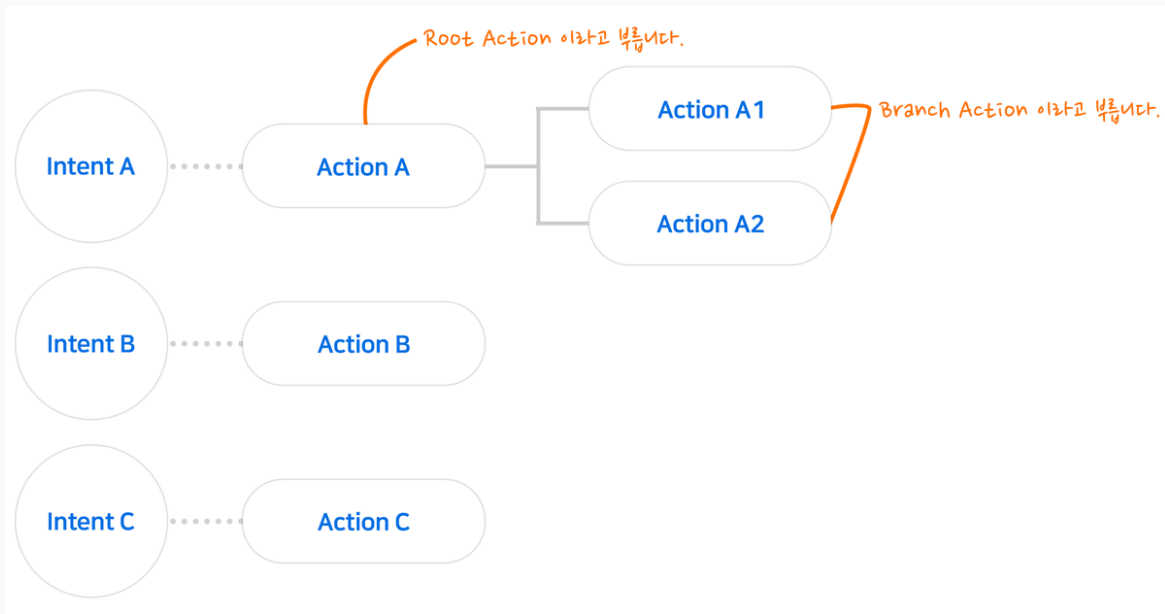 Root Action 이라고 부릅니다.
Action A1
Branch Action 이라고 부릅니다.
Intent A
Action A
Action A2
Intent B
Action B
Intent C
Action C